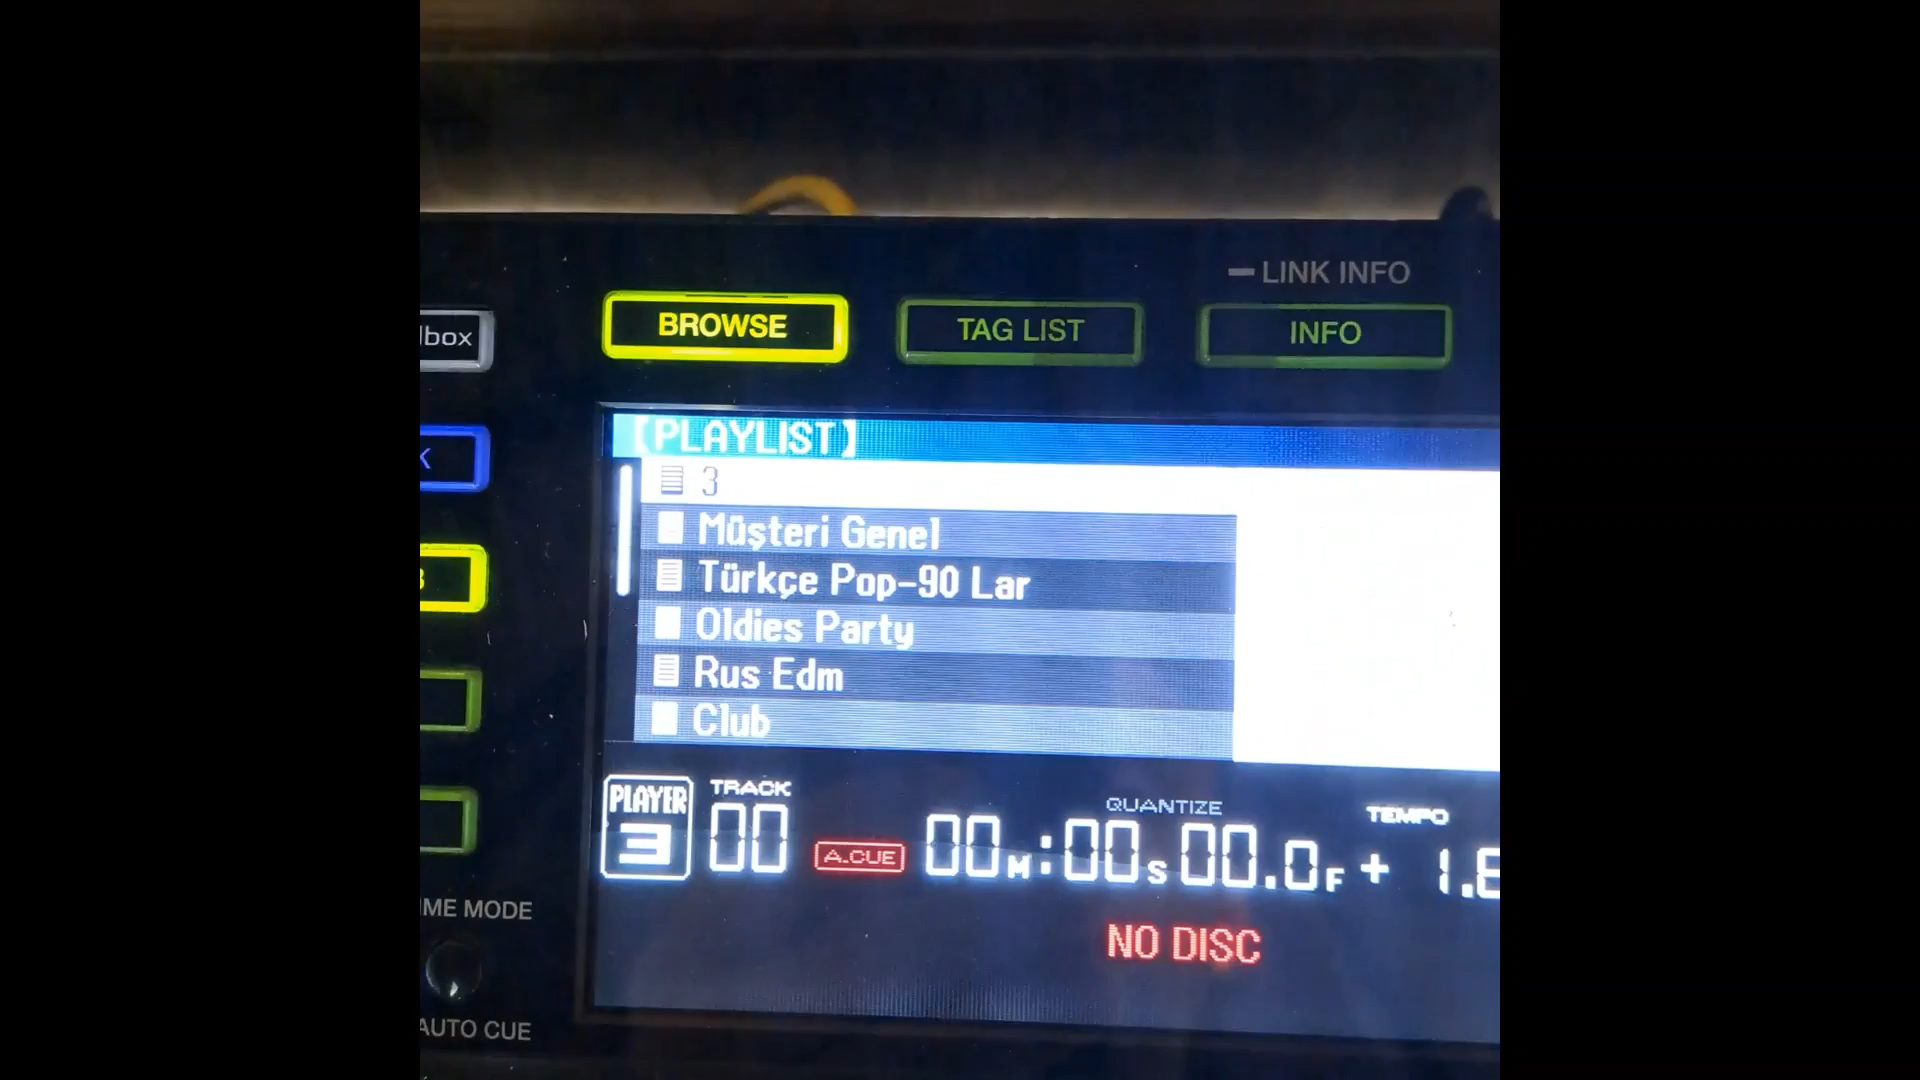 LINK INFO
BROWSE
TAG LIST
INFO
box
K
【PLAYLIST】
3
Müşteri Genel
Türkçe Pop-90 Lar
Oldies Party
Rus Edm
Club
PLAYER
3
TRACK
00
A.CUE
QUANTIZE
00M:00S00.0F
TEMPO
+ 1.
NO DISC
ME MODE
AUTO CUE